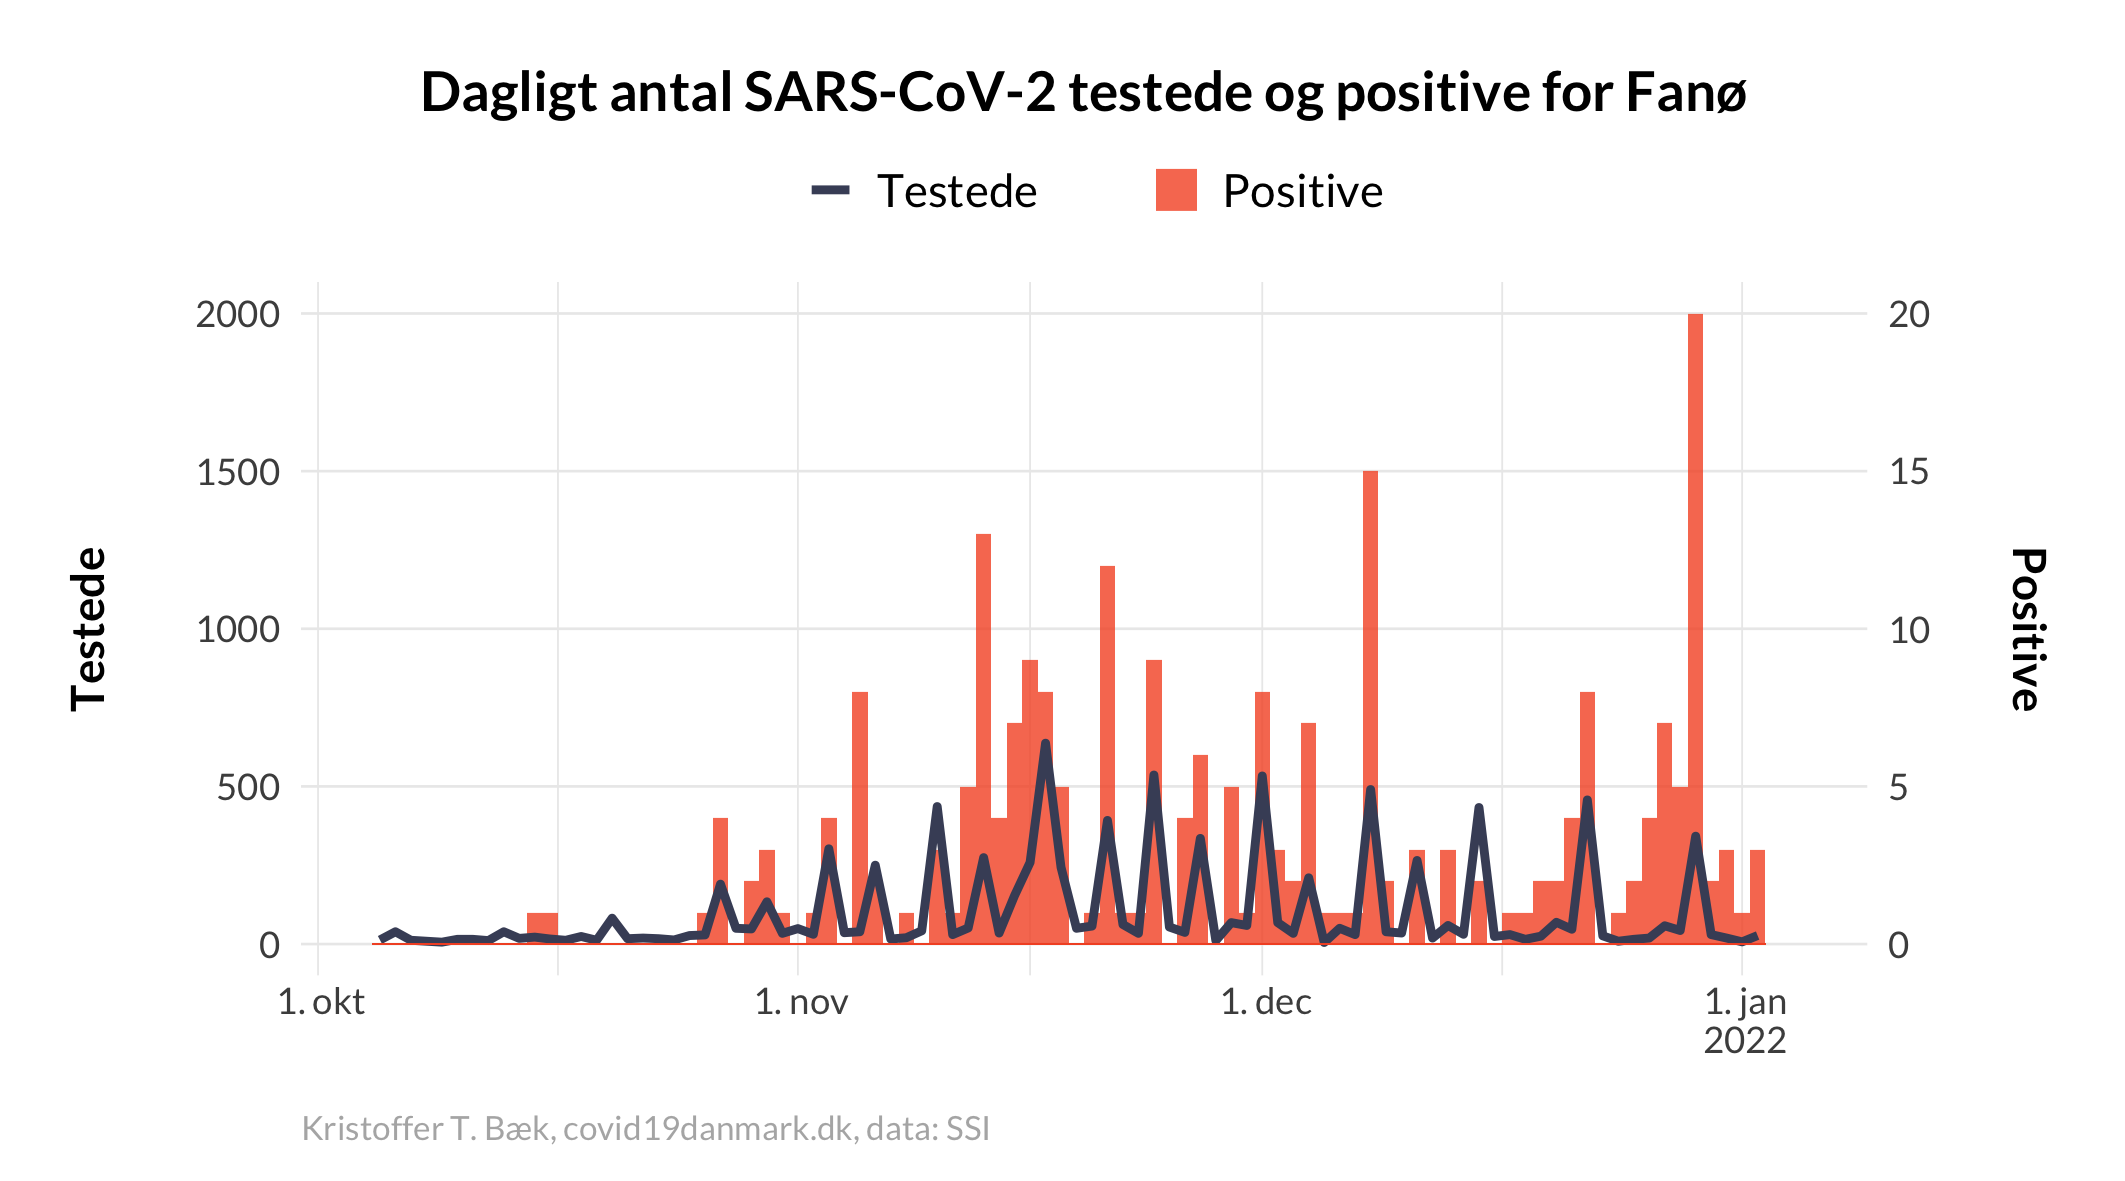 Dagligt antal SARS-CoV-2 testede og positive for Fanø
Testede Positive
2000 20
1500 15
1000 10
500 5
0 0
Testede
Positive
1. okt 1. nov 1. dec 1. jan
2022
Kristoffer T. Bæk, covid19danmark.dk, data: SSI